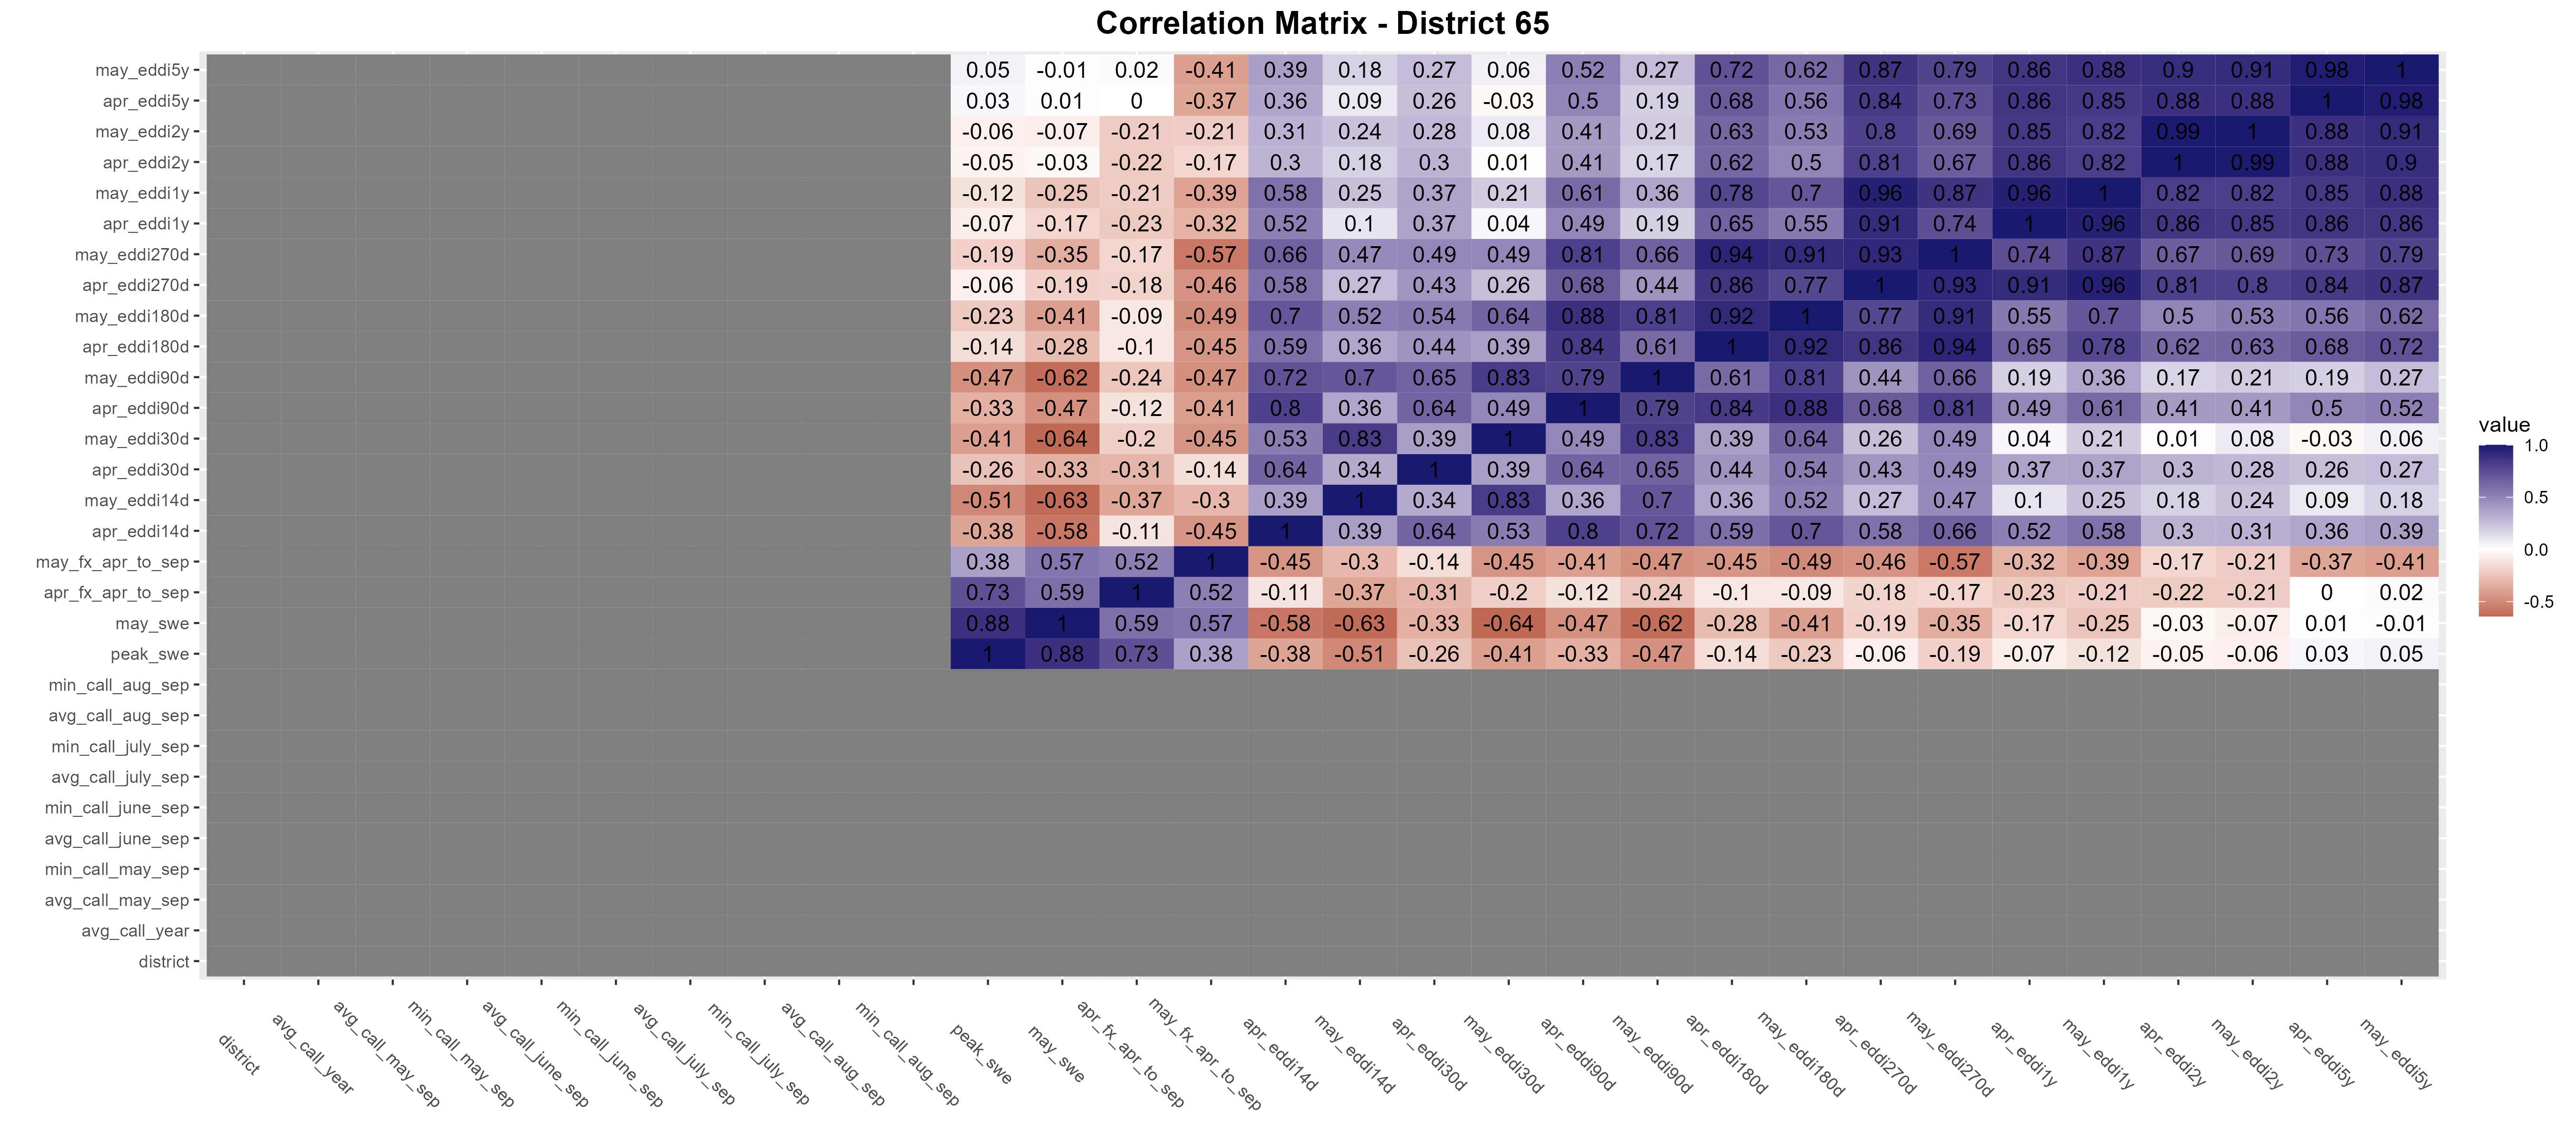 Correlation Matrix - District 65
may_eddi5y 0.05 -0.01 0.02 -0.41 0.39 0.18 0.27 0.06 0.52 0.27 0.72 0.62 0.87 0.79 0.86 0.88 0.9 0.91 0.98 1
apr_eddi5y 0.03 0.01 0 -0.37 0.36 0.09 0.26 -0.03 0.5 0.19 0.68 0.56 0.84 0.73 0.86 0.85 0.88 0.88 1 0.98
may_eddi2y -0.06 -0.07 -0.21 -0.21 0.31 0.24 0.28 0.08 0.41 0.21 0.63 0.53 0.8 0.69 0.85 0.82 0.99 1 0.88 0.91
apr_eddi2y -0.05 -0.03 -0.22 -0.17 0.3 0.18 0.3 0.01 0.41 0.17 0.62 0.5 0.81 0.67 0.86 0.82 1 0.99 0.88 0.9
may_eddi1y -0.12 -0.25 -0.21 -0.39 0.58 0.25 0.37 0.21 0.61 0.36 0.78 0.7 0.96 0.87 0.96 1 0.82 0.82 0.85 0.88
apr_eddi1y -0.07 -0.17 -0.23 -0.32 0.52 0.1 0.37 0.04 0.49 0.19 0.65 0.55 0.91 0.74 1 0.96 0.86 0.85 0.86 0.86
may_eddi270d -0.19 -0.35 -0.17 -0.57 0.66 0.47 0.49 0.49 0.81 0.66 0.94 0.91 0.93 1 0.74 0.87 0.67 0.69 0.73 0.79
apr_eddi270d -0.06 -0.19 -0.18 -0.46 0.58 0.27 0.43 0.26 0.68 0.44 0.86 0.77 1 0.93 0.91 0.96 0.81 0.8 0.84 0.87
may_eddi180d -0.23 -0.41 -0.09 -0.49 0.7 0.52 0.54 0.64 0.88 0.81 0.92 1 0.77 0.91 0.55 0.7 0.5 0.53 0.56 0.62
apr_eddi180d -0.14 -0.28 -0.1 -0.45 0.59 0.36 0.44 0.39 0.84 0.61 1 0.92 0.86 0.94 0.65 0.78 0.62 0.63 0.68 0.72
may_eddi90d -0.47 -0.62 -0.24 -0.47 0.72 0.7 0.65 0.83 0.79 1 0.61 0.81 0.44 0.66 0.19 0.36 0.17 0.21 0.19 0.27
apr_eddi90d -0.33 -0.47 -0.12 -0.41 0.8 0.36 0.64 0.49 1 0.79 0.84 0.88 0.68 0.81 0.49 0.61 0.41 0.41 0.5 0.52
may_eddi30d -0.41 -0.64 -0.2 -0.45 0.53 0.83 0.39 1 0.49 0.83 0.39 0.64 0.26 0.49 0.04 0.21 0.01 0.08 -0.03 0.06
apr_eddi30d -0.26 -0.33 -0.31 -0.14 0.64 0.34 1 0.39 0.64 0.65 0.44 0.54 0.43 0.49 0.37 0.37 0.3 0.28 0.26 0.27
may_eddi14d -0.51 -0.63 -0.37 -0.3 0.39 1 0.34 0.83 0.36 0.7 0.36 0.52 0.27 0.47 0.1 0.25 0.18 0.24 0.09 0.18
apr_eddi14d -0.38 -0.58 -0.11 -0.45 1 0.39 0.64 0.53 0.8 0.72 0.59 0.7 0.58 0.66 0.52 0.58 0.3 0.31 0.36 0.39
may_fx_apr_to_sep 0.38 0.57 0.52 1 -0.45 -0.3 -0.14 -0.45 -0.41 -0.47 -0.45 -0.49 -0.46 -0.57 -0.32 -0.39 -0.17 -0.21 -0.37 -0.41
apr_fx_apr_to_sep 0.73 0.59 1 0.52 -0.11 -0.37 -0.31 -0.2 -0.12 -0.24 -0.1 -0.09 -0.18 -0.17 -0.23 -0.21 -0.22 -0.21 0 0.02
may_swe 0.88 1 0.59 0.57 -0.58 -0.63 -0.33 -0.64 -0.47 -0.62 -0.28 -0.41 -0.19 -0.35 -0.17 -0.25 -0.03 -0.07 0.01 -0.01
peak_swe 1 0.88 0.73 0.38 -0.38 -0.51 -0.26 -0.41 -0.33 -0.47 -0.14 -0.23 -0.06 -0.19 -0.07 -0.12 -0.05 -0.06 0.03 0.05
min_call_aug_sep
avg_call_aug_sep
min_call_july_sep
avg_call_july_sep
min_call_june_sep
avg_call_june_sep
min_call_may_sep
avg_call_may_sep
avg_call_year
district
district avg_call_year avg_call_may_sep min_call_may_sep avg_call_june_sep min_call_june_sep avg_call_july_sep min_call_july_sep avg_call_aug_sep min_call_aug_sep peak_swe may_swe apr_fx_apr_to_sep may_fx_apr_to_sep apr_eddi14d may_eddi14d apr_eddi30d may_eddi30d apr_eddi90d may_eddi90d apr_eddi180d may_eddi180d apr_eddi270d may_eddi270d apr_eddi1y may_eddi1y apr_eddi2y may_eddi2y apr_eddi5y may_eddi5y
value
1.0
0.5
0.0
-0.5